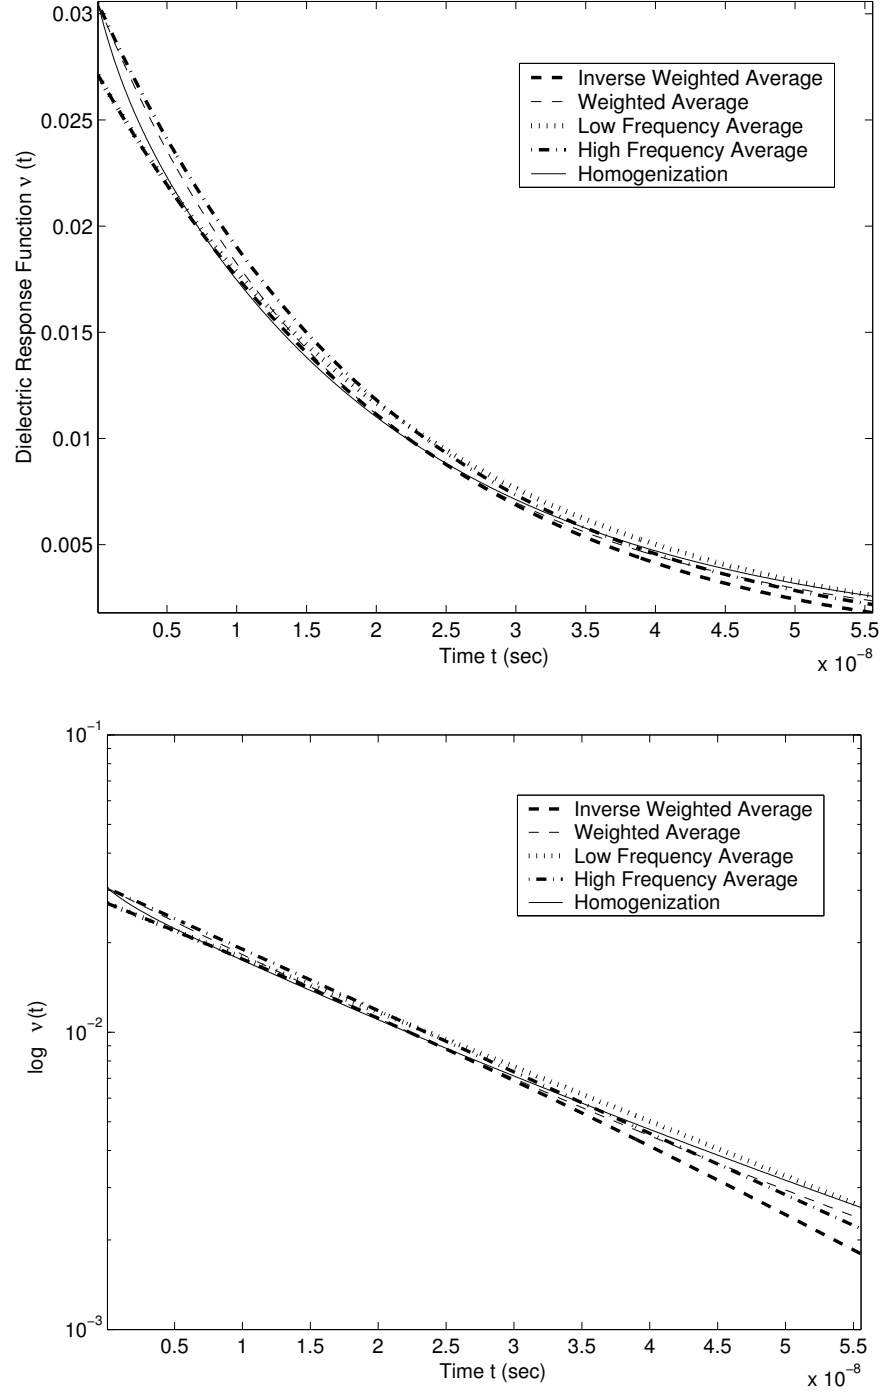 0.03
0.025
0.02
0.015
0.01
0.005
Dielectric Response Function ν (t)
Inverse Weighted Average
Weighted Average
Low Frequency Average
High Frequency Average
Homogenization
0.5 1 1.5 2 2.5 3 3.5 4 4.5 5 5.5
Time t (sec)
x 10⁻⁸
10⁻¹
10⁻²
10⁻³
log ν (t)
Inverse Weighted Average
Weighted Average
Low Frequency Average
High Frequency Average
Homogenization
0.5 1 1.5 2 2.5 3 3.5 4 4.5 5 5.5
Time t (sec)
x 10⁻⁸